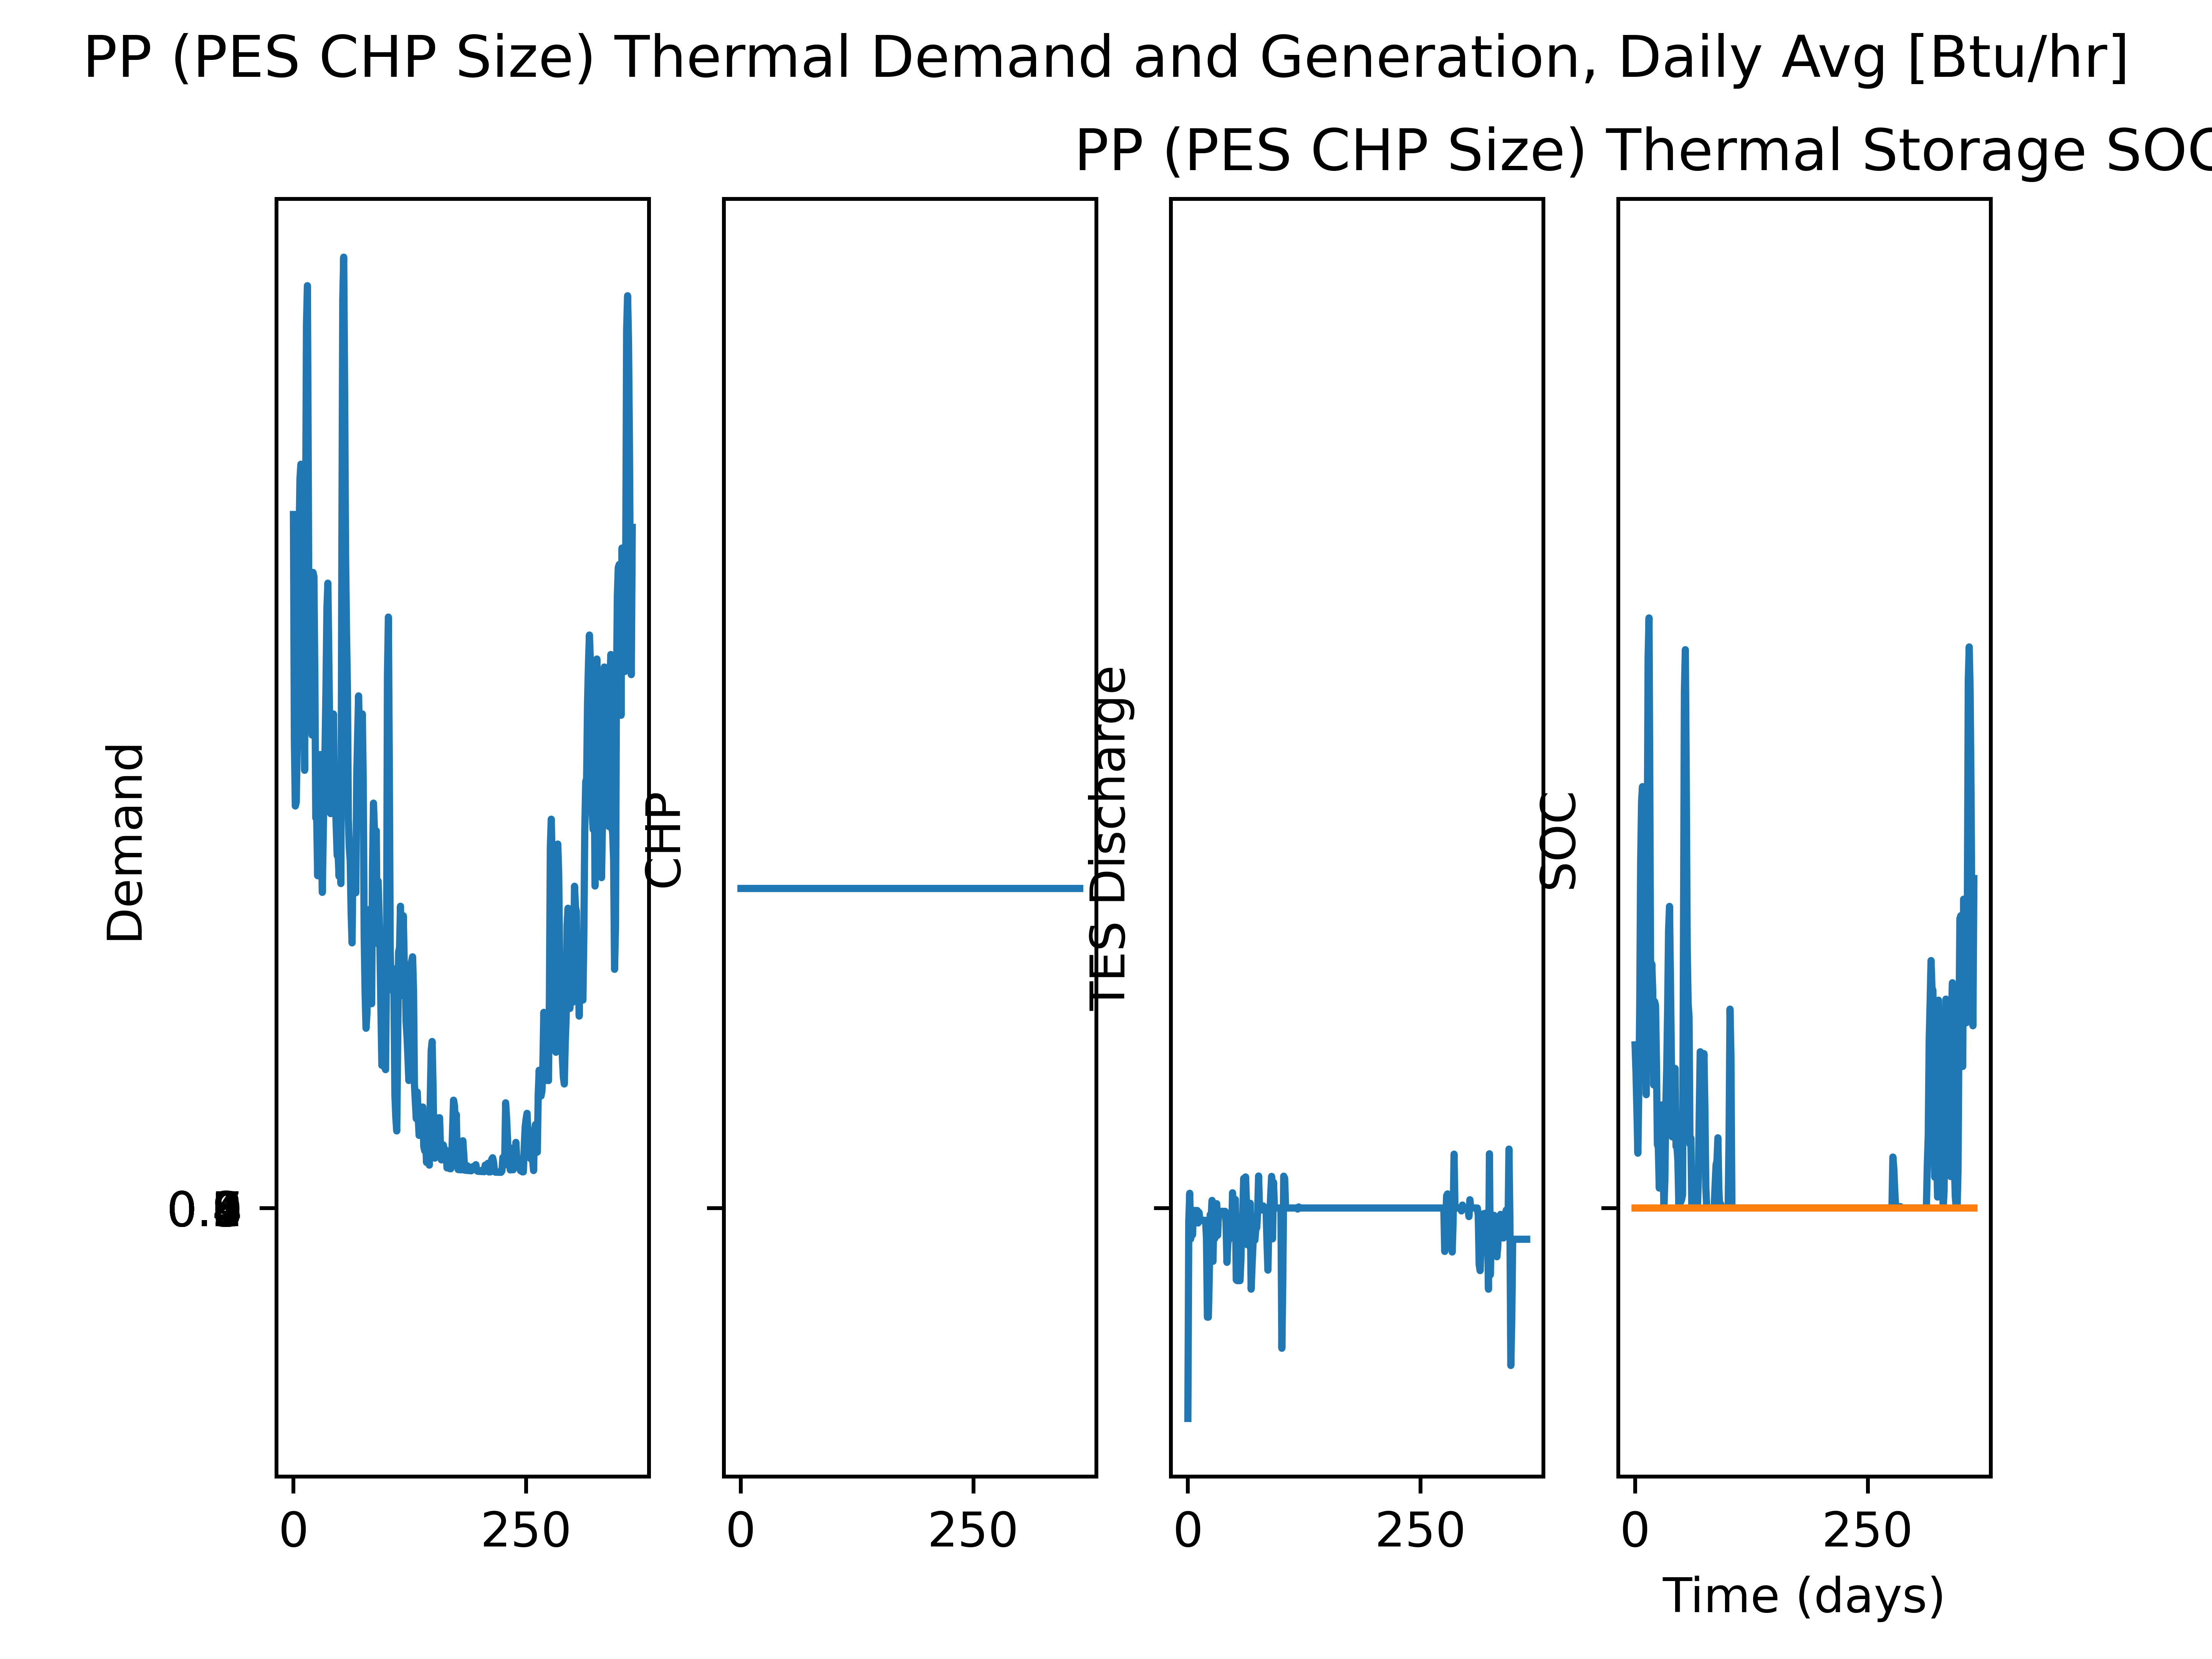 PP (PES CHP Size) Thermal Demand and Generation, Daily Avg [Btu/hr]
PP (PES CHP Size) Thermal Storage SOC
Demand
CHP
TES Discharge
SOC
0 250
0 250
0 250
0 250
Time (days)